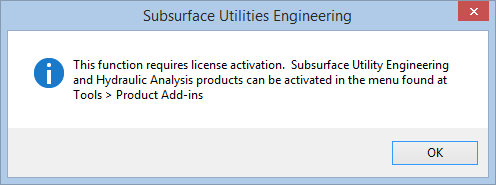 Subsurface Utilities Engineering
This function requires license activation.  Subsurface Utility Engineering
and Hydraulic Analysis products can be activated in the menu found at
Tools > Product Add-ins
OK